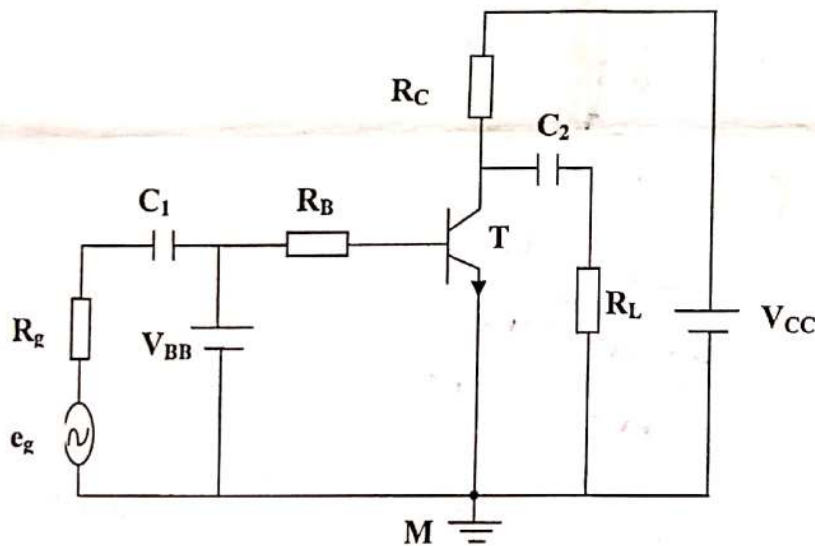 R_C
C_2
C_1
R_B
T
R_g
V_BB
R_L
V_CC
e_g
M